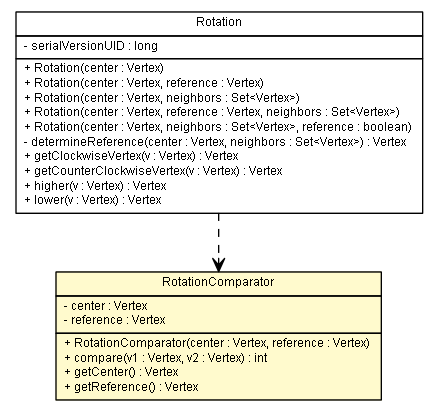 Rotation
- serialVersionUID : long
+ Rotation(center : Vertex)
+ Rotation(center : Vertex, reference : Vertex)
+ Rotation(center : Vertex, neighbors : Set<Vertex>)
+ Rotation(center : Vertex, reference : Vertex, neighbors : Set<Vertex>)
+ Rotation(center : Vertex, neighbors : Set<Vertex>, reference : boolean)
- determineReference(center : Vertex, neighbors : Set<Vertex>) : Vertex
+ getClockwiseVertex(v : Vertex) : Vertex
+ getCounterClockwiseVertex(v : Vertex) : Vertex
+ higher(v : Vertex) : Vertex
+ lower(v : Vertex) : Vertex
RotationComparator
- center : Vertex
- reference : Vertex
+ RotationComparator(center : Vertex, reference : Vertex)
+ compare(v1 : Vertex, v2 : Vertex) : int
+ getCenter() : Vertex
+ getReference() : Vertex